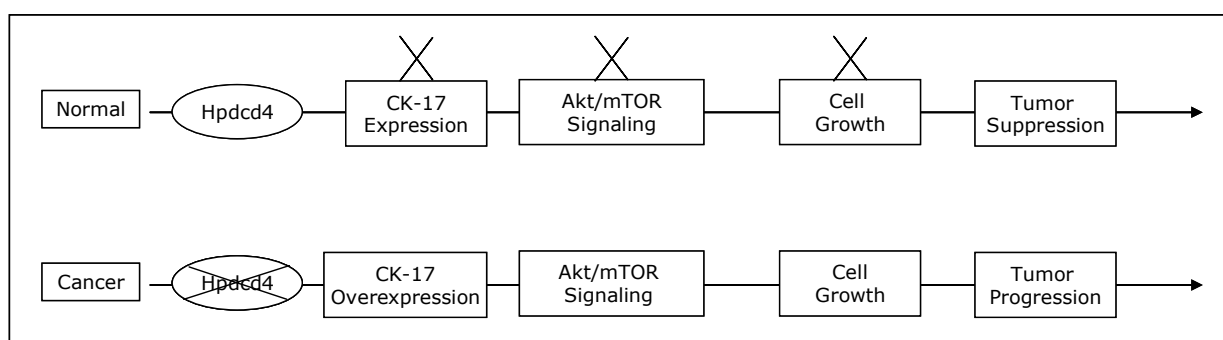 Normal
Hpdcd4
CK-17
Expression
Akt/mTOR
Signaling
Cell
Growth
Tumor
Suppression
Cancer
Hpdcd4
CK-17
Overexpression
Akt/mTOR
Signaling
Cell
Growth
Tumor
Progression